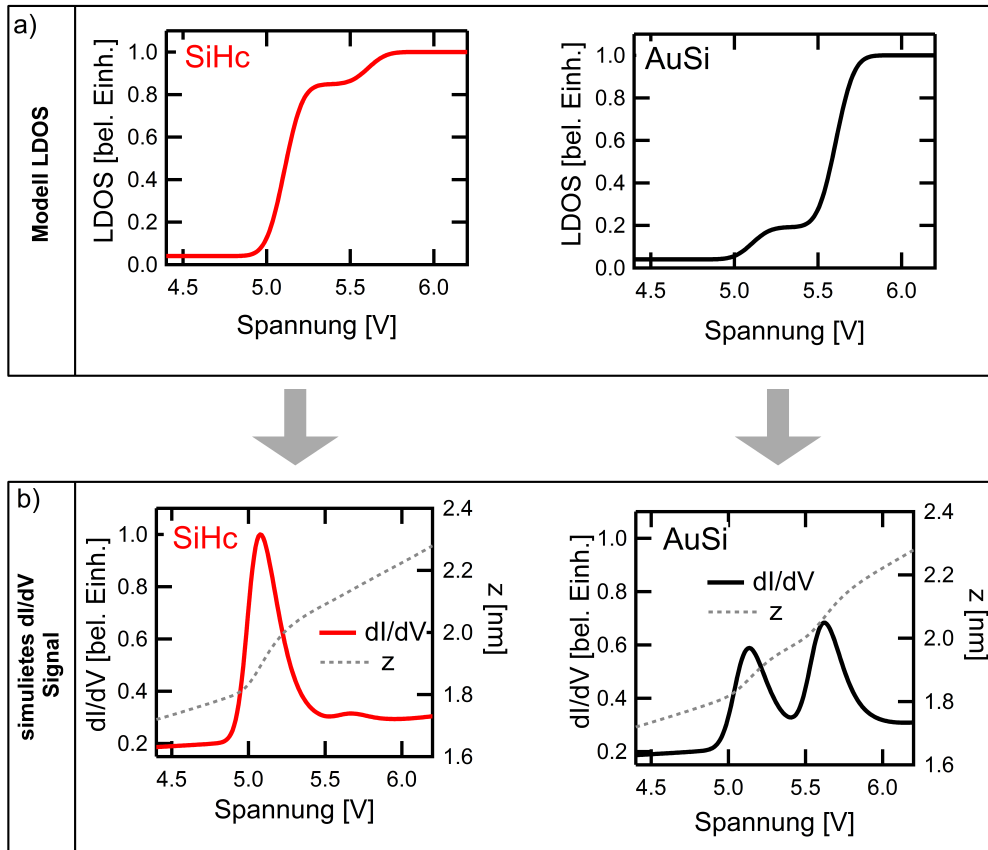 a)
Modell LDOS
SiHc
LDOS [bel. Einh.]
1.0
0.8
0.6
0.4
0.2
0.0
4.5 5.0 5.5 6.0
Spannung [V]
AuSi
LDOS [bel. Einh.]
1.0
0.8
0.6
0.4
0.2
0.0
4.5 5.0 5.5 6.0
Spannung [V]
b)
simulietes dI/dV
Signal
SiHc
dI/dV [bel. Einh.]
1.0
0.8
0.6
0.4
0.2
dI/dV
z
2.4
2.2
2.0
1.8
1.6
z [nm]
4.5 5.0 5.5 6.0
Spannung [V]
AuSi
dI/dV [bel. Einh.]
1.0
0.8
0.6
0.4
0.2
dI/dV
z
2.4
2.2
2.0
1.8
1.6
z [nm]
4.5 5.0 5.5 6.0
Spannung [V]